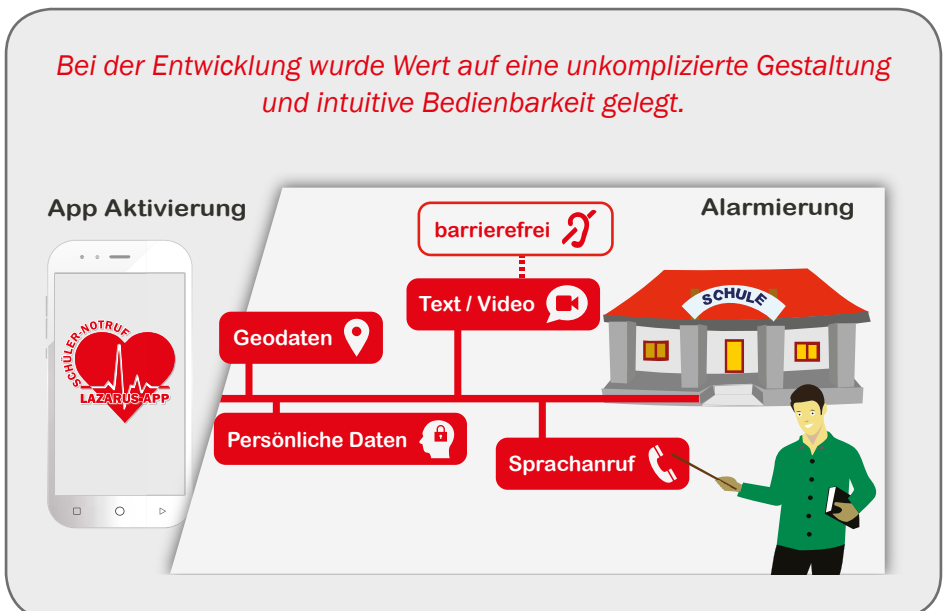 Bei der Entwicklung wurde Wert auf eine unkomplizierte Gestaltung
und intuitive Bedienbarkeit gelegt.
App Aktivierung
Alarmierung
barrierefrei
Text / Video
SCHULE
Geodaten
SCHÜLER-NOTRUF
LAZARUS-APP
Persönliche Daten
Sprachanruf